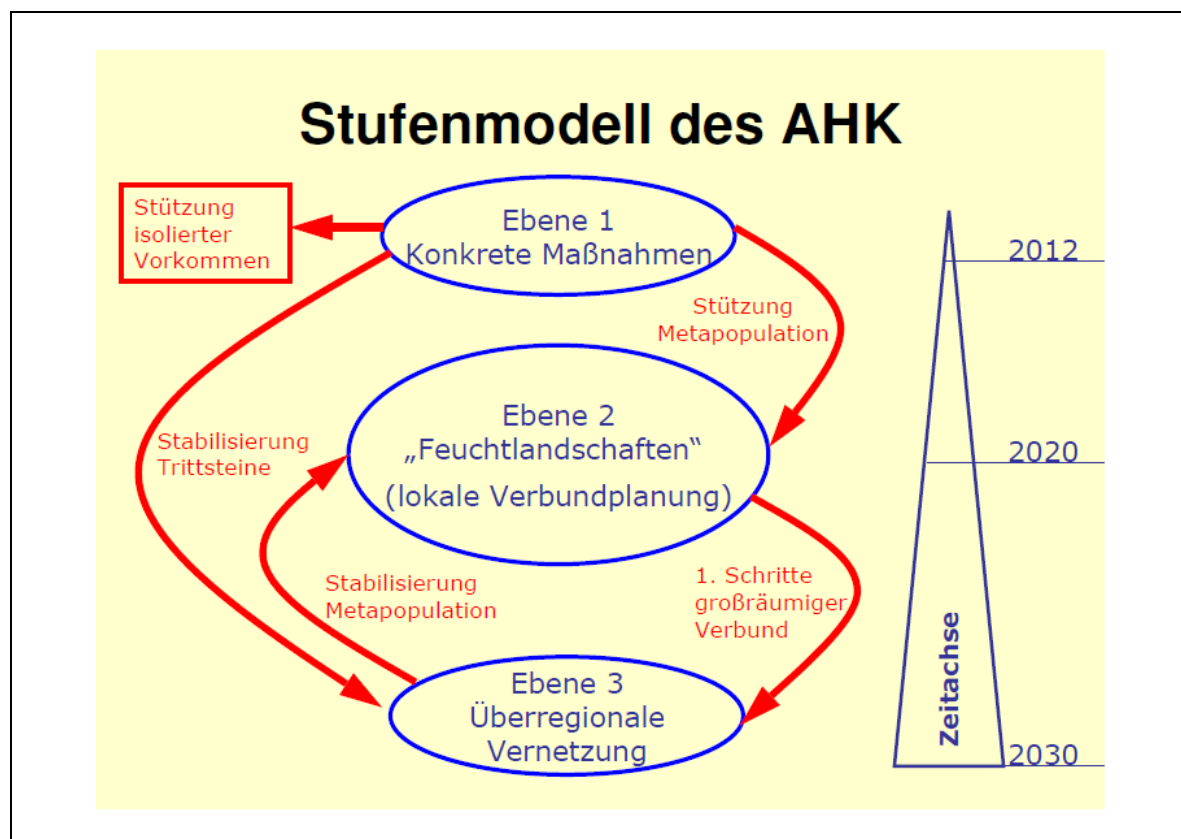 Stufenmodell des AHK
Stützung
isolierter
Vorkommen
Ebene 1
Konkrete Maßnahmen
2012
Stützung
Metapopulation
Ebene 2
„Feuchtlandschaften“
(lokale Verbundplanung)
Stabilisierung
Trittsteine
2020
Stabilisierung
Metapopulation
1. Schritte
großräumiger
Verbund
Ebene 3
Überregionale
Vernetzung
Zeitachse
2030